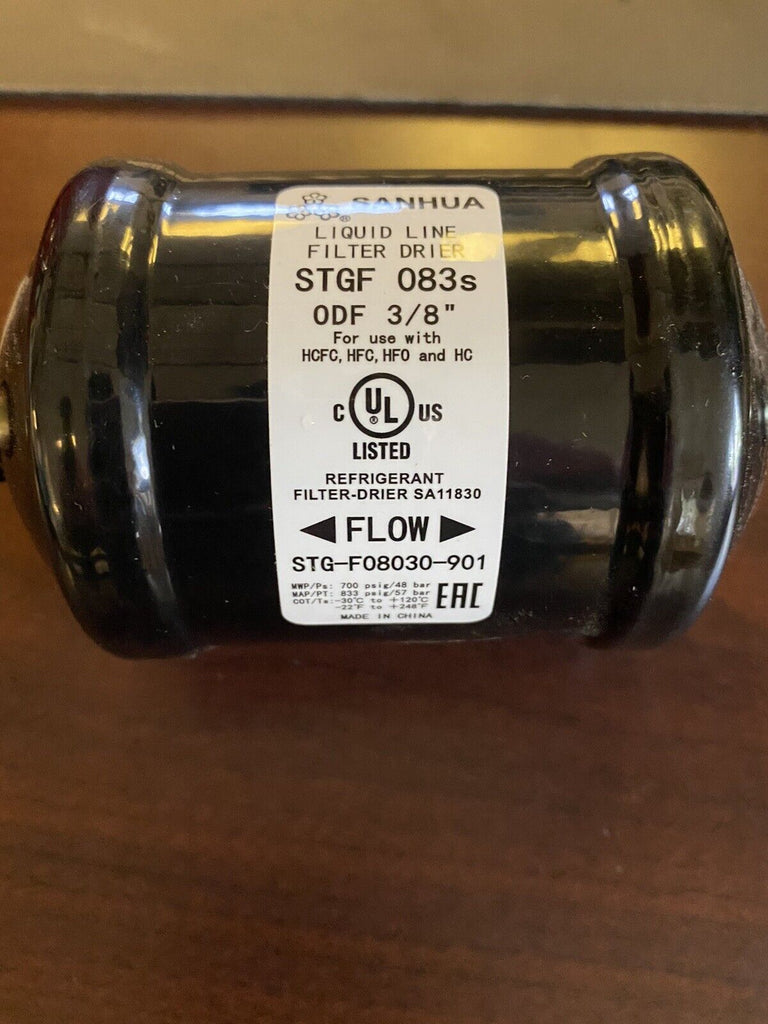 SANHUA
LIQUID LINE
FILTER DRIER
STGF 083s
ODF 3/8"
For use with
HCFC, HFC, HFO and HC
C UL ® US
LISTED
REFRIGERANT
FILTER-DRIER SA11830
◀ FLOW ▶
STG-F08030-901
MWP/Ps: 700 psig/48 bar
MAP/PT: 833 psig/57 bar
COT/Ts: -30℃ to +120℃
-22℉ to +248℉
EAC
MADE IN CHINA